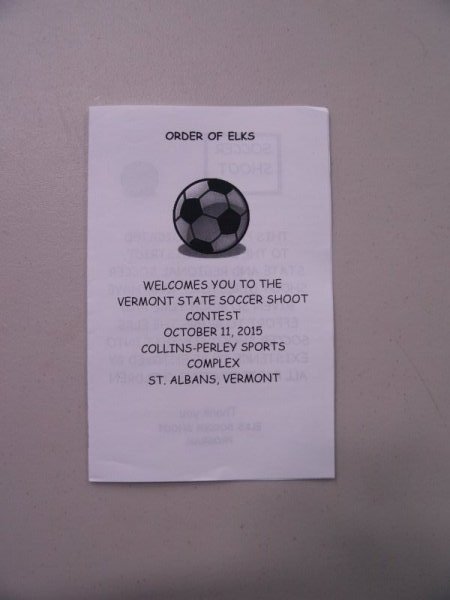 ORDER OF ELKS
WELCOMES YOU TO THE
VERMONT STATE SOCCER SHOOT
CONTEST
OCTOBER 11, 2015
COLLINS-PERLEY SPORTS
COMPLEX
ST. ALBANS, VERMONT